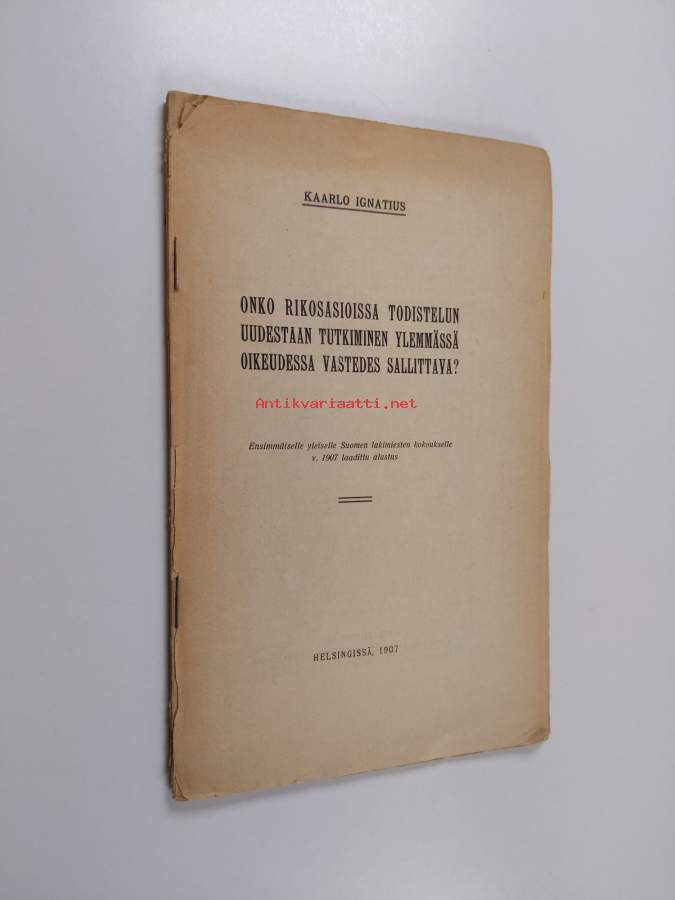 KAARLO IGNATIUS
ONKO RIKOSASIOISSA TODISTELUN
UUDESTAAN TUTKIMINEN YLEMMÄSSÄ
OIKEUDESSA VASTEDES SALLITTAVA?
Antikvariaatti.net
Ensimmäiselle yleiselle Suomen lakimiesten kokoukselle
v. 1907 laadittu alustus
HELSINGISSÄ, 1907